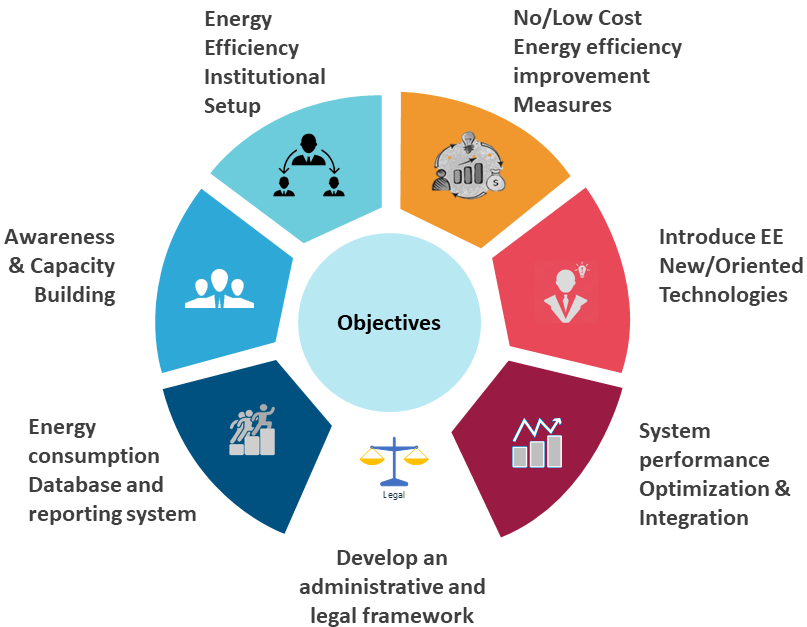 Energy
Efficiency
Institutional
Setup
No/Low Cost
Energy efficiency
improvement
Measures
Awareness
& Capacity
Building
Objectives
Introduce EE
New/Oriented
Technologies
Energy
consumption
Database and
reporting system
System
performance
Optimization &
Integration
$
Legal
Develop an
administrative and
legal framework